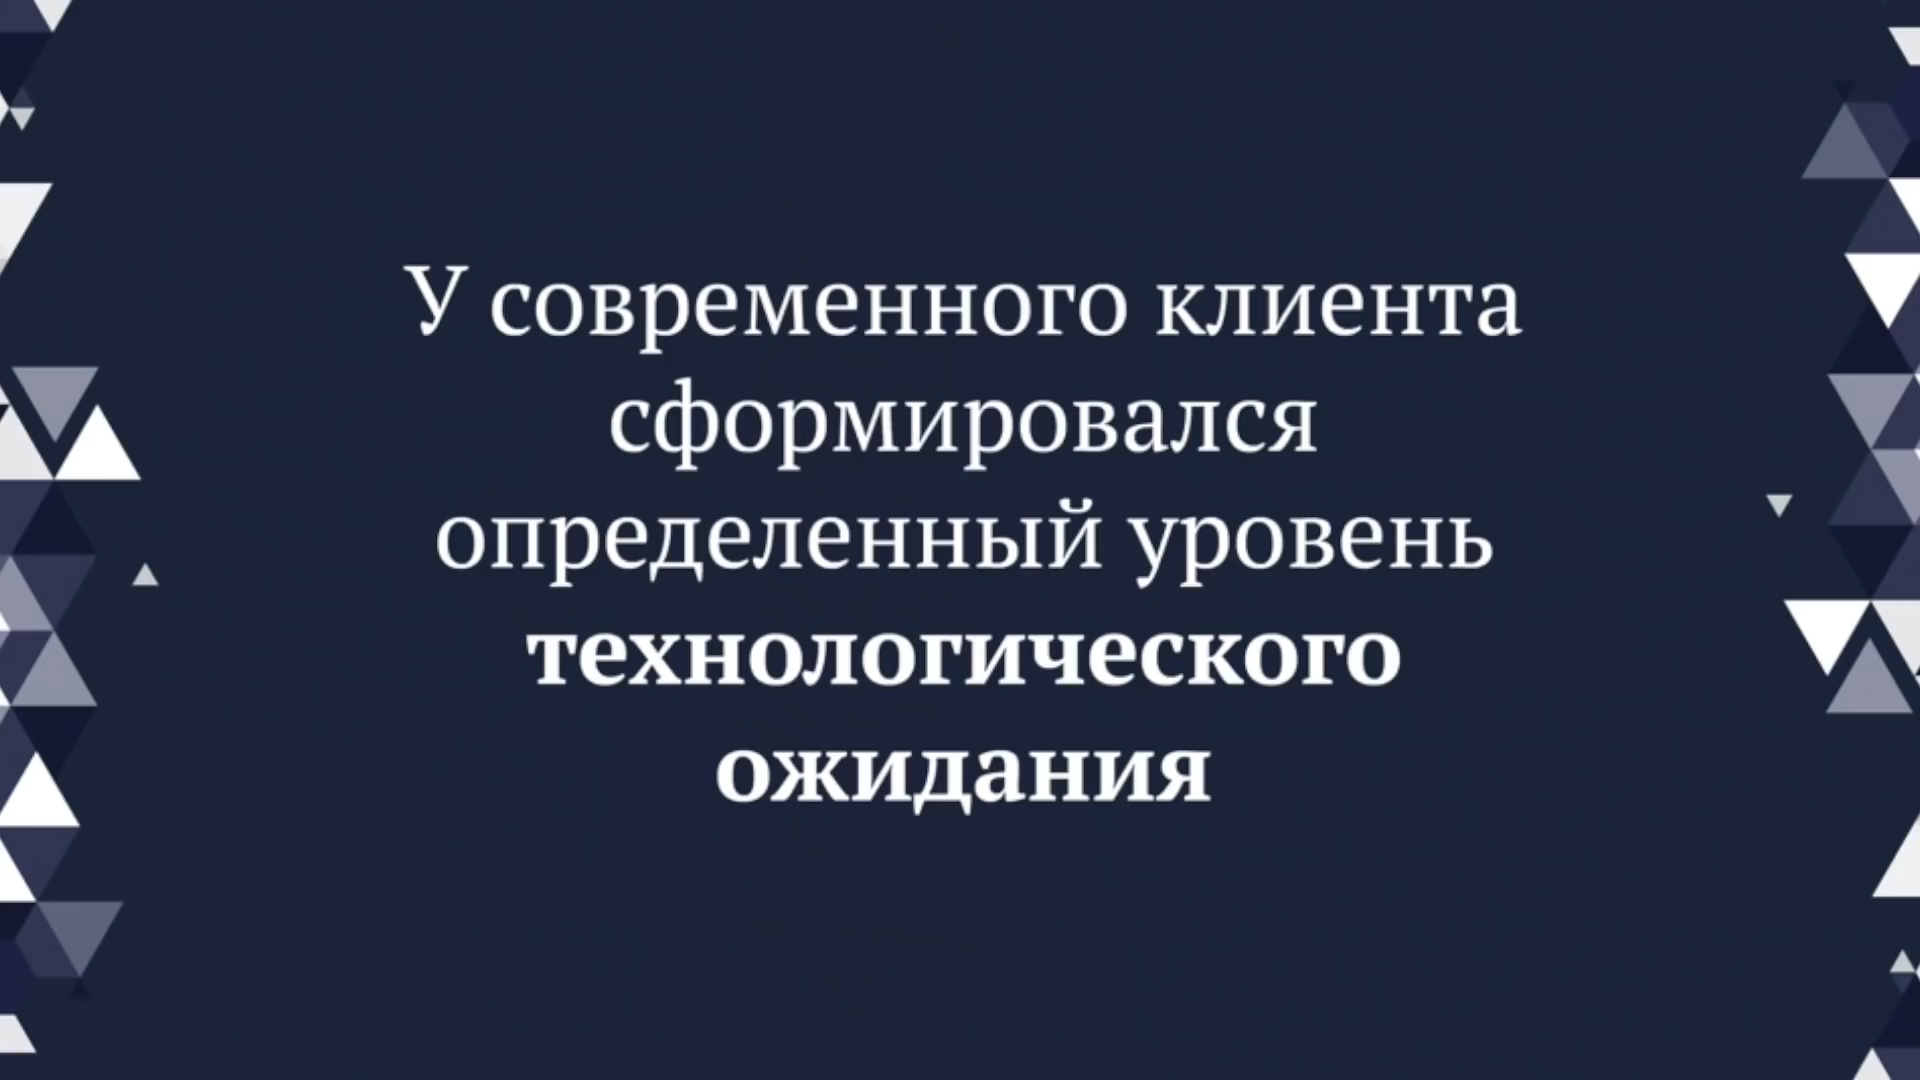 У современного клиента
сформировался
определенный уровень
технологического
ожидания